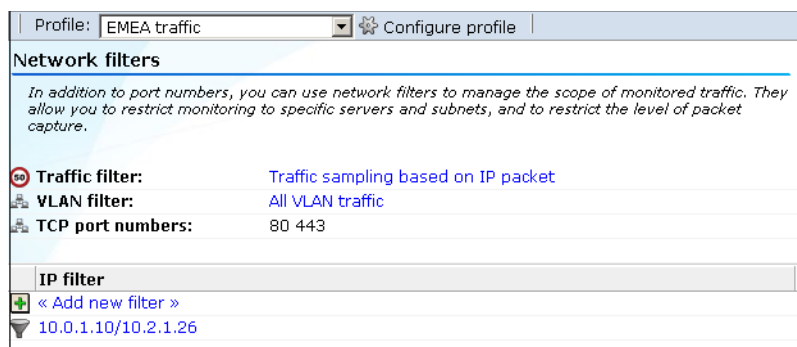 Profile: EMEA traffic Configure profile
Network filters
In addition to port numbers, you can use network filters to manage the scope of monitored traffic. They
allow you to restrict monitoring to specific servers and subnets, and to restrict the level of packet
capture.
50 Traffic filter: Traffic sampling based on IP packet
VLAN filter: All VLAN traffic
TCP port numbers: 80 443
IP filter
« Add new filter »
10.0.1.10/10.2.1.26